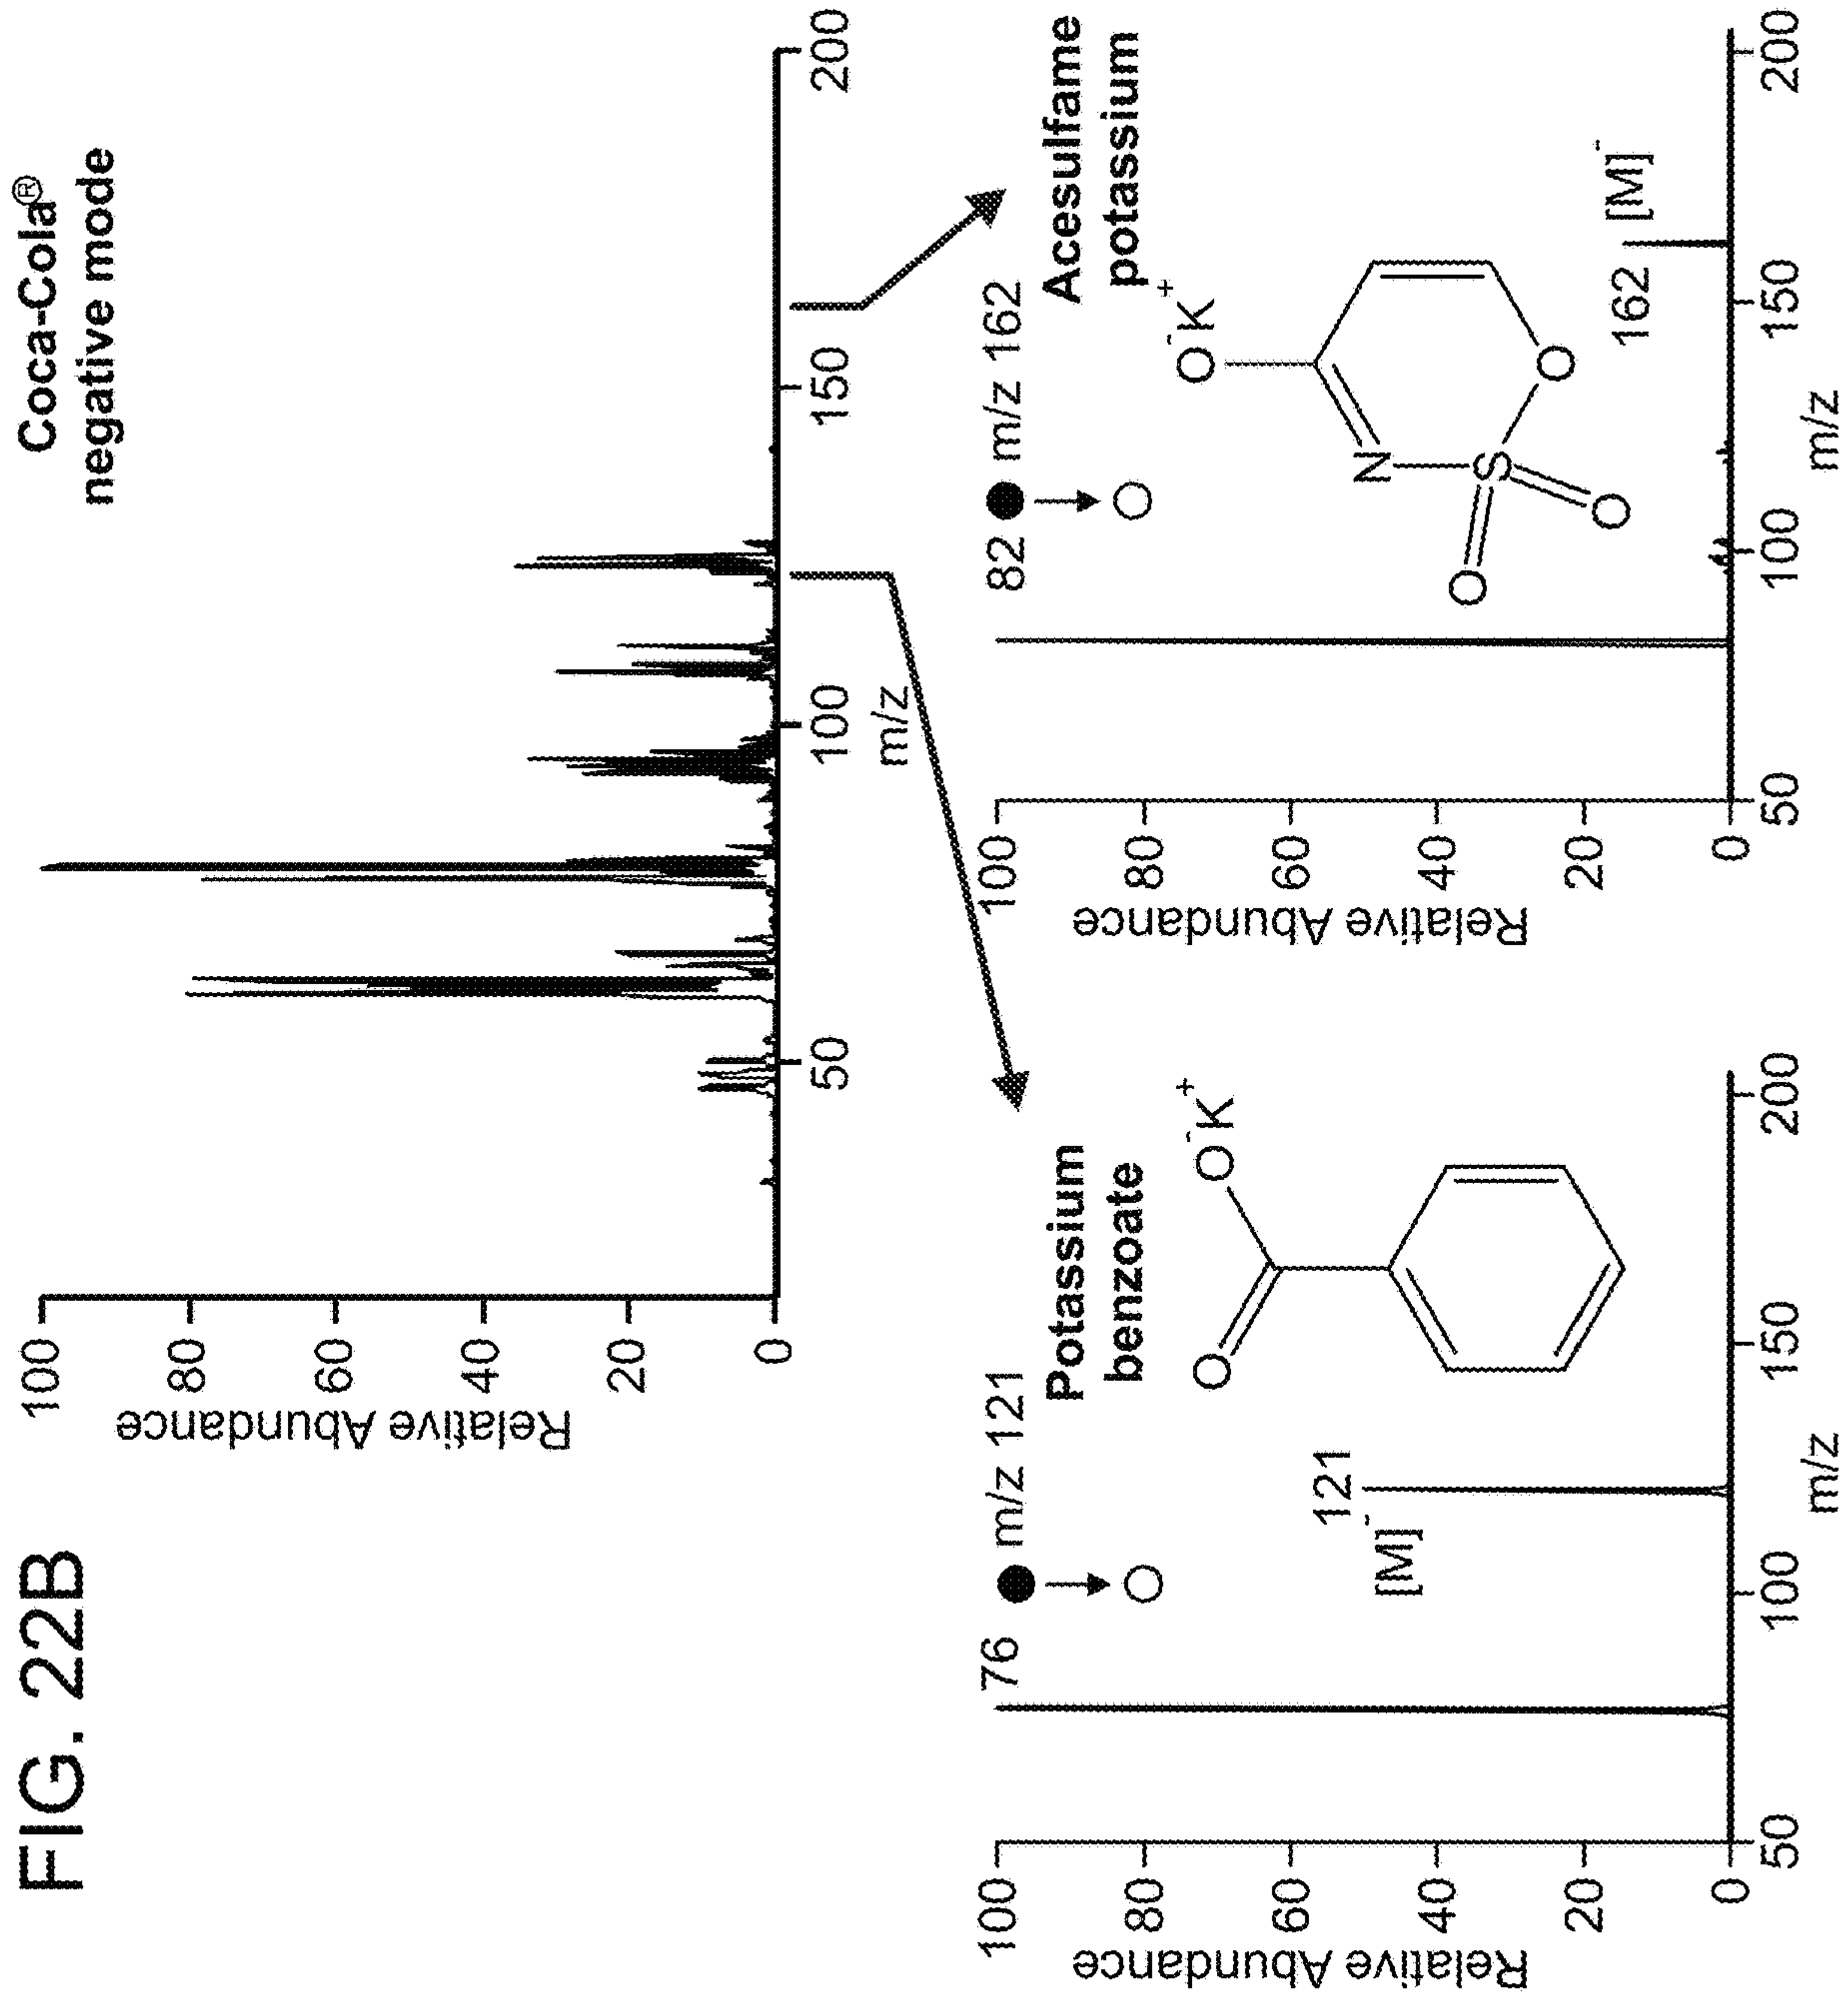 FIG. 22B
Coca-Cola®
negative mode
Relative Abundance
100
80
60
40
20
0
50
100
150
200
m/z
Relative Abundance
100
80
60
40
20
0
76
m/z 121
Potassium
benzoate
O
O⁻K⁺
121
[M]⁻
50
100
150
200
m/z
Relative Abundance
100
80
60
40
20
0
82
m/z 162
Acesulfame
potassium
O⁻K⁺
N
S
O
O
O
162
[M]⁻
50
100
150
200
m/z